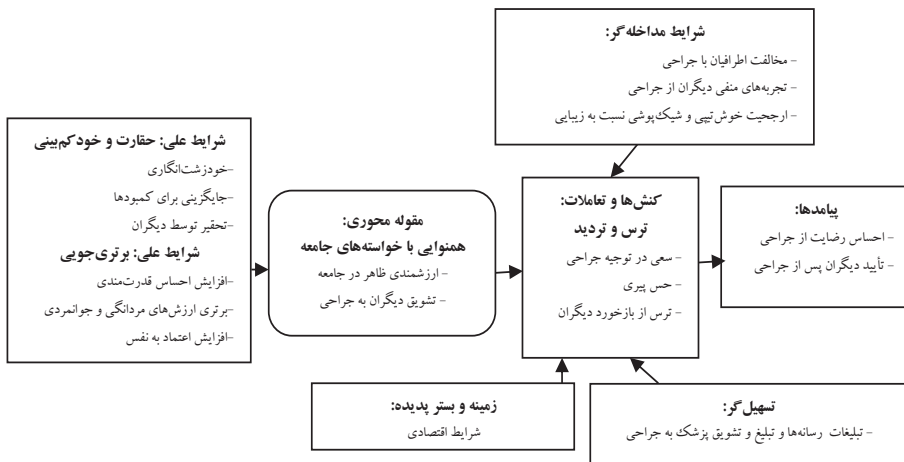 شرایط مداخله‌گر:
- مخالفت اطرافیان با جراحی
- تجربه‌های منفی دیگران از جراحی
- ارجحیت خوش‌تیپی و شیک‌پوشی نسبت به زیبایی
شرایط علی: حقارت و خودکم‌بینی
-خودزشت‌انگاری
-جایگزینی برای کمبودها
-تحقیر توسط دیگران
شرایط علی: برتری‌جویی
-افزایش احساس قدرت‌مندی
-برتری ارزش‌های مردانگی و جوانمردی
-افزایش اعتماد به نفس
مقوله محوری:
همنوایی با خواسته‌های جامعه
- ارزشمندی ظاهر در جامعه
- تشویق دیگران به جراحی
کنش‌ها و تعاملات:
ترس و تردید
- سعی در توجیه جراحی
- حس پیری
- ترس از بازخورد دیگران
پیامدها:
- احساس رضایت از جراحی
- تأیید دیگران پس از جراحی
زمینه و بستر پدیده:
شرایط اقتصادی
تسهیل‌گر:
- تبلیغات رسانه‌ها و تبلیغ و تشویق پزشک به جراحی